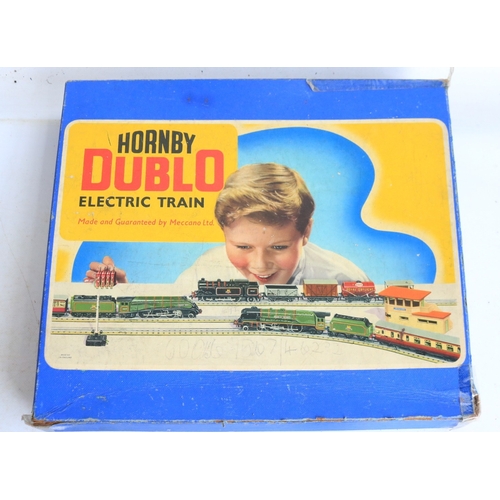 HORNBY
DUBLO
ELECTRIC TRAIN
Made and Guaranteed by Meccano Ltd.